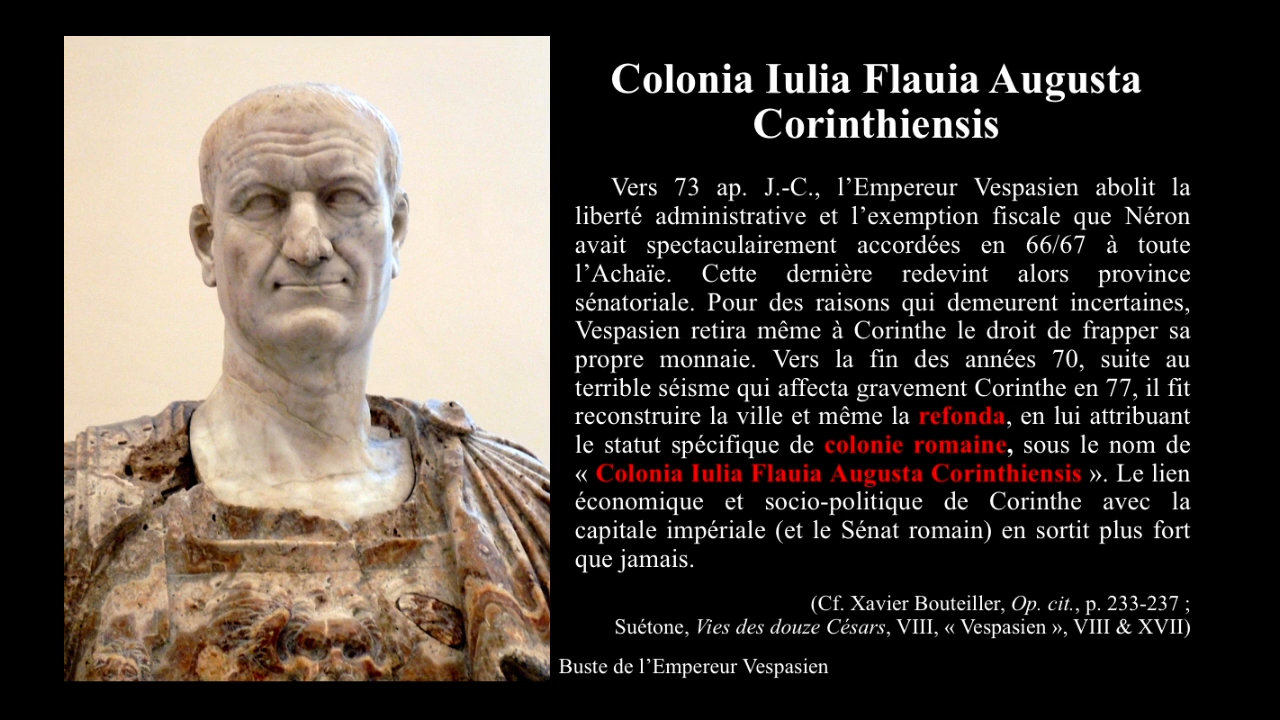 Colonia Iulia Flauia Augusta
Corinthiensis
Vers 73 ap. J.-C., l’Empereur Vespasien abolit la
liberté administrative et l’exemption fiscale que Néron
avait spectaculairement accordées en 66/67 à toute
l’Achaïe. Cette dernière redevint alors province
sénatoriale. Pour des raisons qui demeurent incertaines,
Vespasien retira même à Corinthe le droit de frapper sa
propre monnaie. Vers la fin des années 70, suite au
terrible séisme qui affecta gravement Corinthe en 77, il fit
reconstruire la ville et même la refonda, en lui attribuant
le statut spécifique de colonie romaine, sous le nom de
« Colonia Iulia Flauia Augusta Corinthiensis ». Le lien
économique et socio-politique de Corinthe avec la
capitale impériale (et le Sénat romain) en sortit plus fort
que jamais.
(Cf. Xavier Bouteiller, Op. cit., p. 233-237 ;
Suétone, Vies des douze Césars, VIII, « Vespasien », VIII & XVII)
Buste de l’Empereur Vespasien